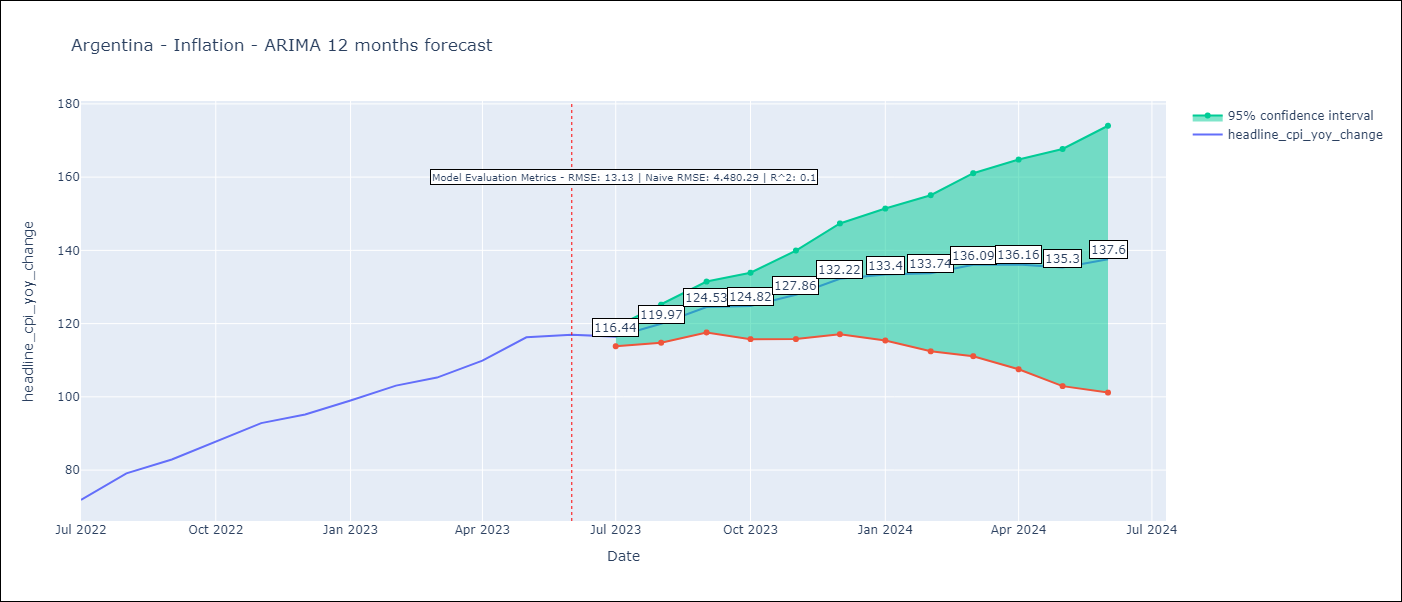 Argentina - Inflation - ARIMA 12 months forecast
180
160
140
120
100
80
headline_cpi_yoy_change
Model Evaluation Metrics - RMSE: 13.13 | Naive RMSE: 4.480.29 | R^2: 0.1
116.44
119.97
124.53
124.82
127.86
132.22
133.4
133.74
136.09
136.16
135.3
137.6
95% confidence interval
headline_cpi_yoy_change
Jul 2022
Oct 2022
Jan 2023
Apr 2023
Jul 2023
Oct 2023
Jan 2024
Apr 2024
Jul 2024
Date